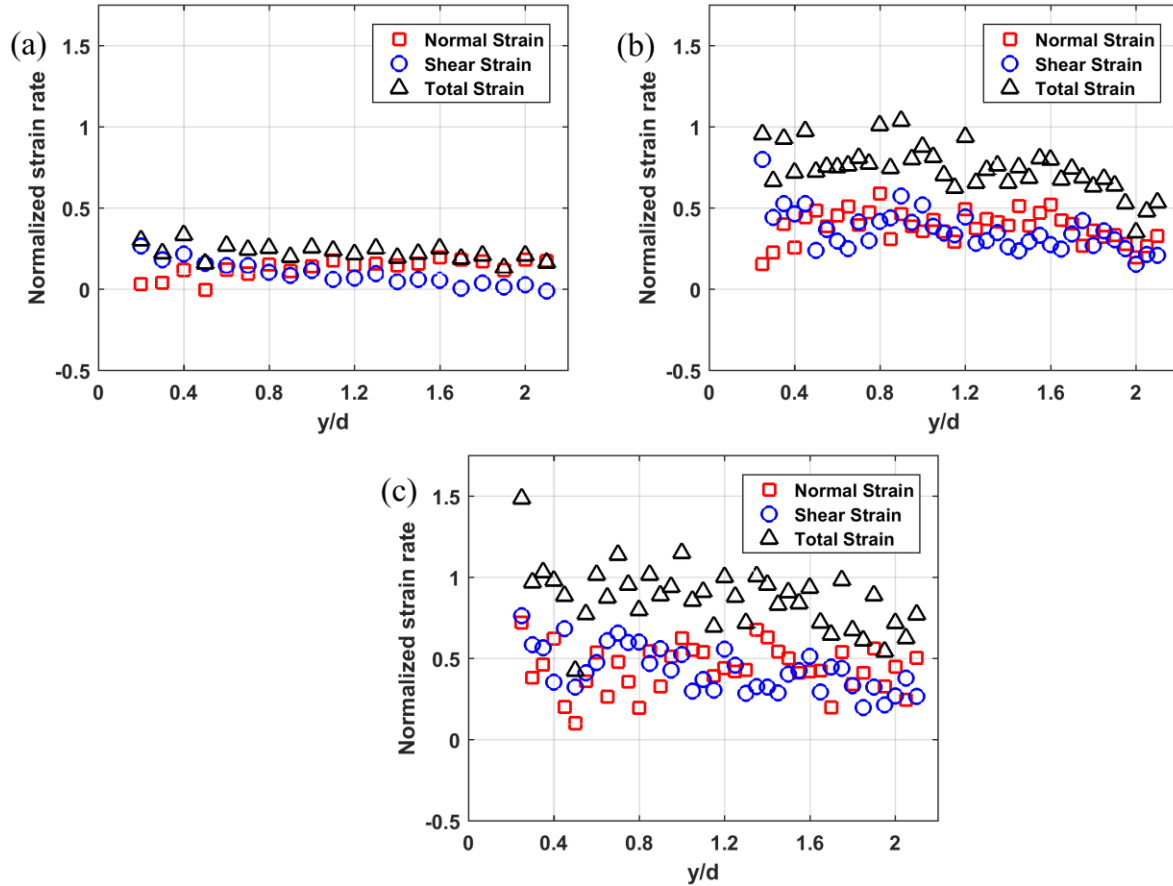 (a)
Normalized strain rate
1.5
1
0.5
0
-0.5
Normal Strain
Shear Strain
Total Strain
0 0.4 0.8 1.2 1.6 2
y/d
(b)
Normalized strain rate
1.5
1
0.5
0
-0.5
Normal Strain
Shear Strain
Total Strain
0 0.4 0.8 1.2 1.6 2
y/d
(c)
Normalized strain rate
1.5
1
0.5
0
-0.5
Normal Strain
Shear Strain
Total Strain
0 0.4 0.8 1.2 1.6 2
y/d